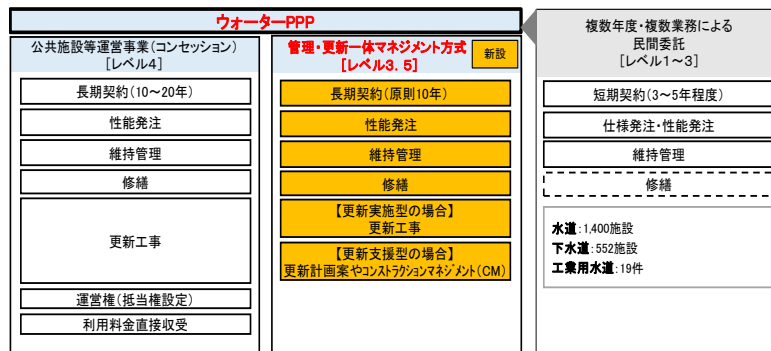 ウォーターPPP
公共施設等運営事業(コンセッション)
[レベル4]
長期契約(10～20年)
性能発注
維持管理
修繕
更新工事
運営権(抵当権設定)
利用料金直接収受
管理・更新一体マネジメント方式
[レベル3.5]
新設
長期契約(原則10年)
性能発注
維持管理
修繕
【更新実施型の場合】
更新工事
【更新支援型の場合】
更新計画案やコンストラクションマネジメント(CM)
複数年度・複数業務による
民間委託
[レベル1～3]
短期契約(3～5年程度)
仕様発注・性能発注
維持管理
修繕
水道:1,400施設
下水道:552施設
工業用水道:19件